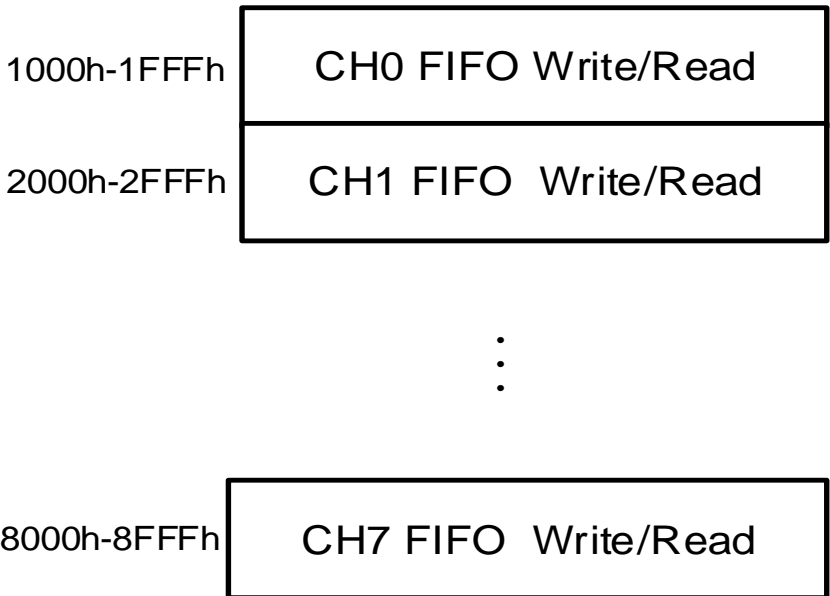 1000h-1FFFh CH0 FIFO Write/Read
2000h-2FFFh CH1 FIFO Write/Read
8000h-8FFFh CH7 FIFO Write/Read